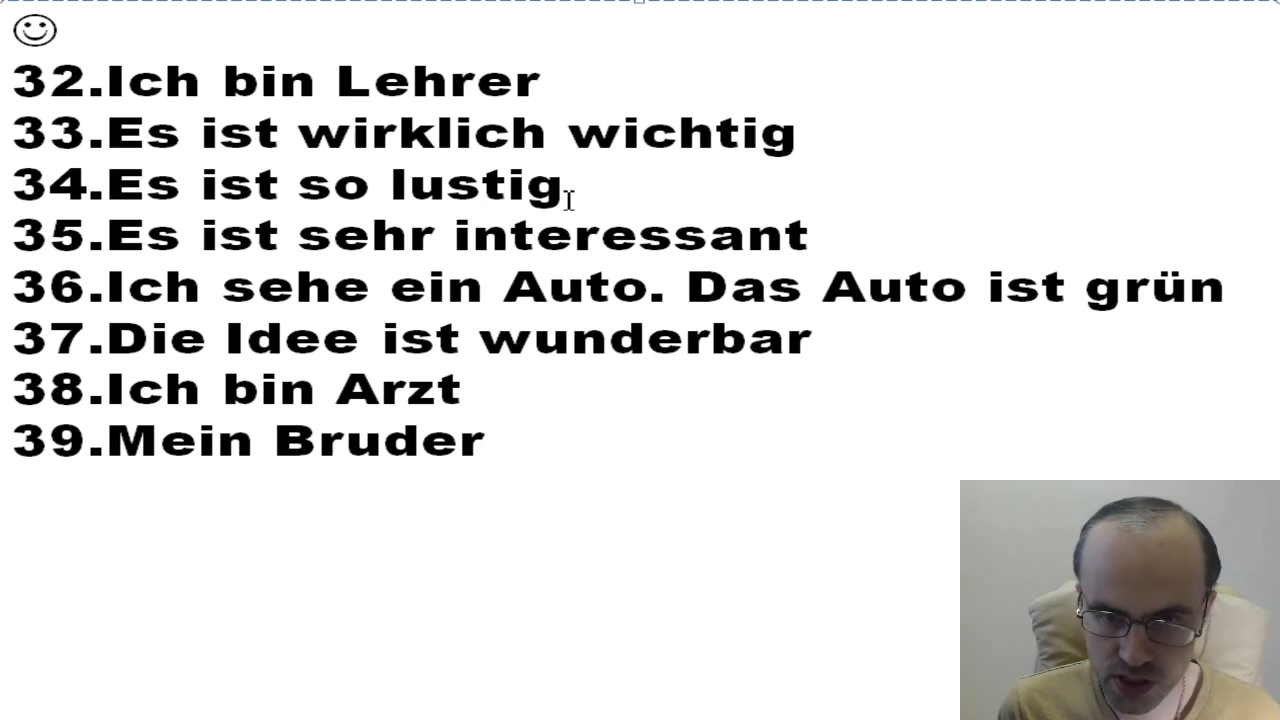 32.Ich bin Lehrer
33.Es ist wirklich wichtig
34.Es ist so lustig
35.Es ist sehr interessant
36.Ich sehe ein Auto. Das Auto ist grün
37.Die Idee ist wunderbar
38.Ich bin Arzt
39.Mein Bruder